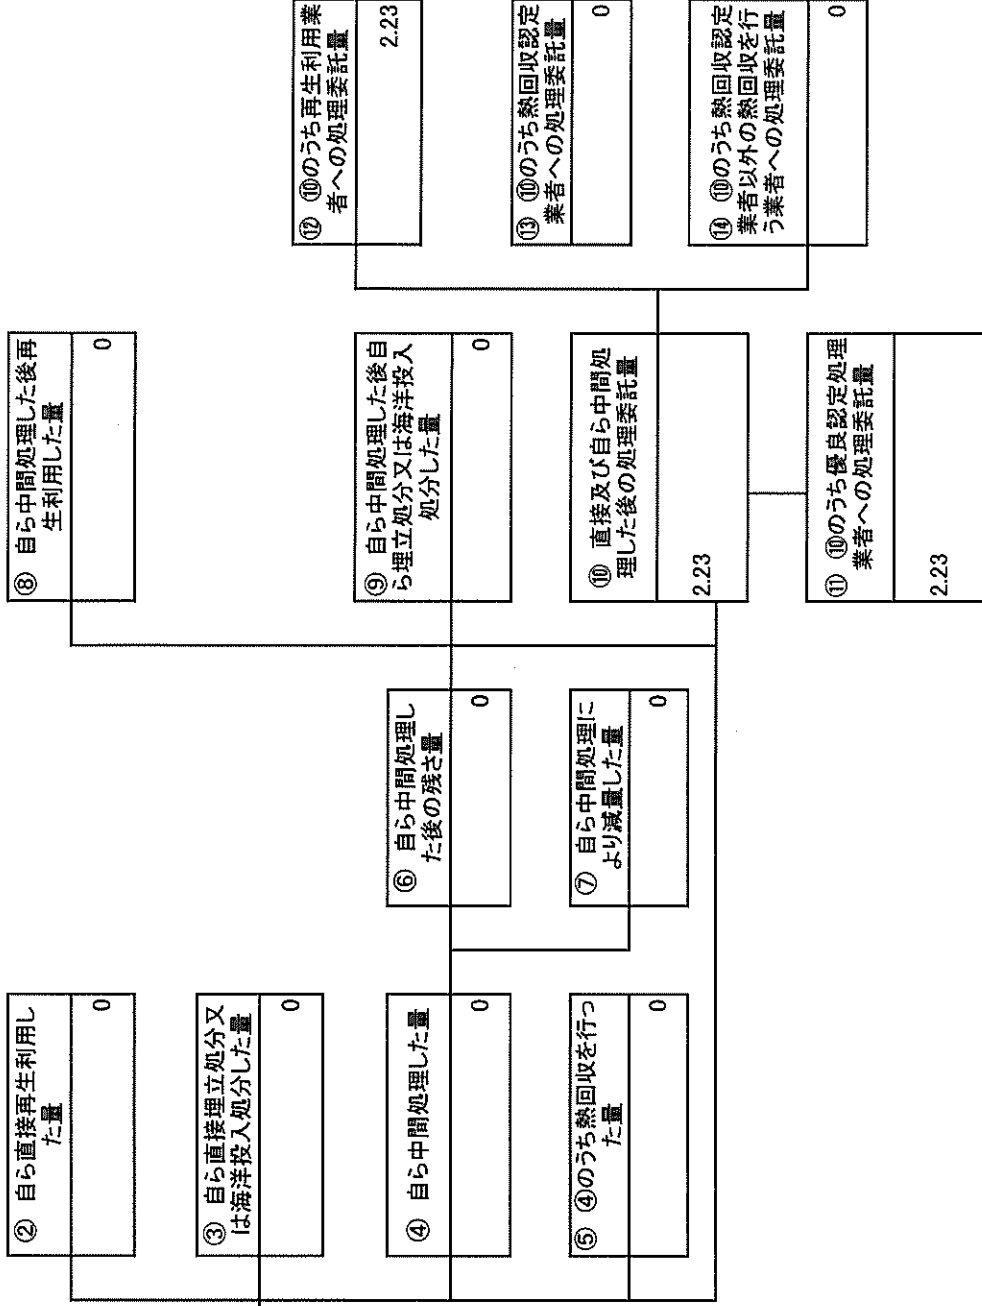 ② 自ら直接再生利用し
た量
0
③ 自ら直接埋立処分又
は海洋投入処分した量
0
④ 自ら中間処理した量
0
⑤ ④のうち熱回収を行っ
た量
0
⑥ 自ら中間処理し
た後の残さ量
0
⑦ 自ら中間処理に
より減量した量
0
⑧ 自ら中間処理した後再
生利用した量
0
⑨ 自ら中間処理した後自
ら埋立処分又は海洋投入
処分した量
0
⑩ 直接及び自ら中間処
理した後の処理委託量
2.23
⑪ ⑩のうち優良認定処理
業者への処理委託量
2.23
⑫ ⑩のうち再生利用業
者への処理委託量
2.23
⑬ ⑩のうち熱回収認定
業者への処理委託量
0
⑭ ⑩のうち熱回収認定
業者以外の熱回収を行
う業者への処理委託量
0